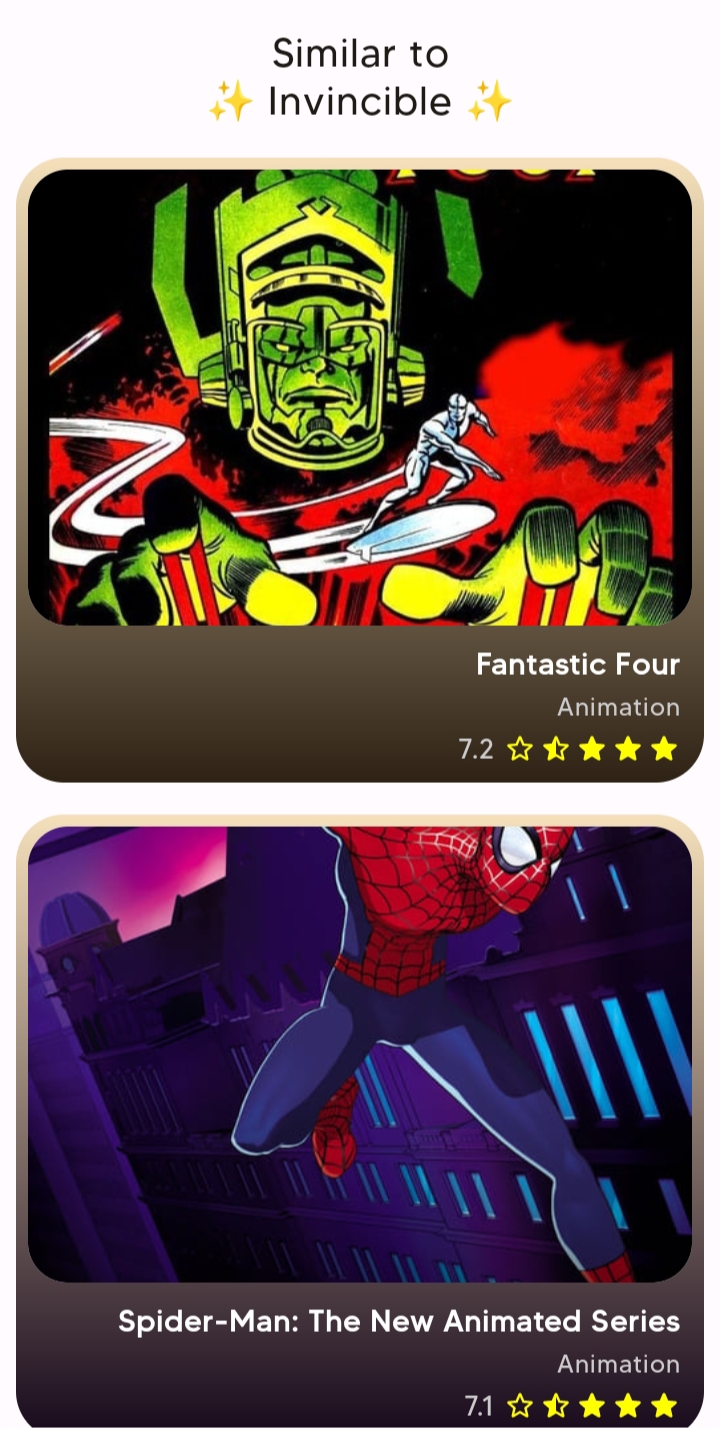 Similar to
✨ Invincible ✨
Fantastic Four
Animation
7.2
Spider-Man: The New Animated Series
Animation
7.1